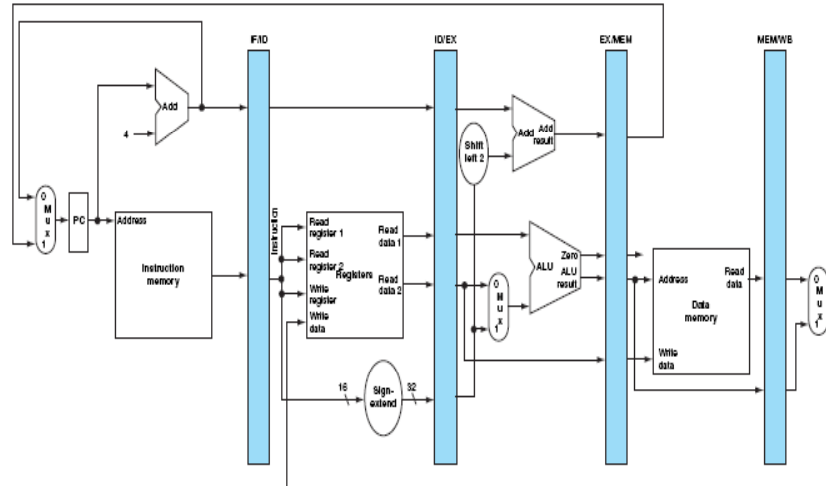 IF/ID
ID/EX
EX/MEM
MEM/WB
Add
4
Add
Add
result
Shift
left 2
0
M
u
x
1
PC
Address
Instruction
memory
Instruction
Read
register 1
Read
register 2
Registers
Write
register
Write
data
Read
data 1
Read
data 2
0
M
u
x
1
ALU
Zero
ALU
result
Address
Read
data
Data
memory
Write
data
0
M
u
x
1
16
Sign-
extend
32